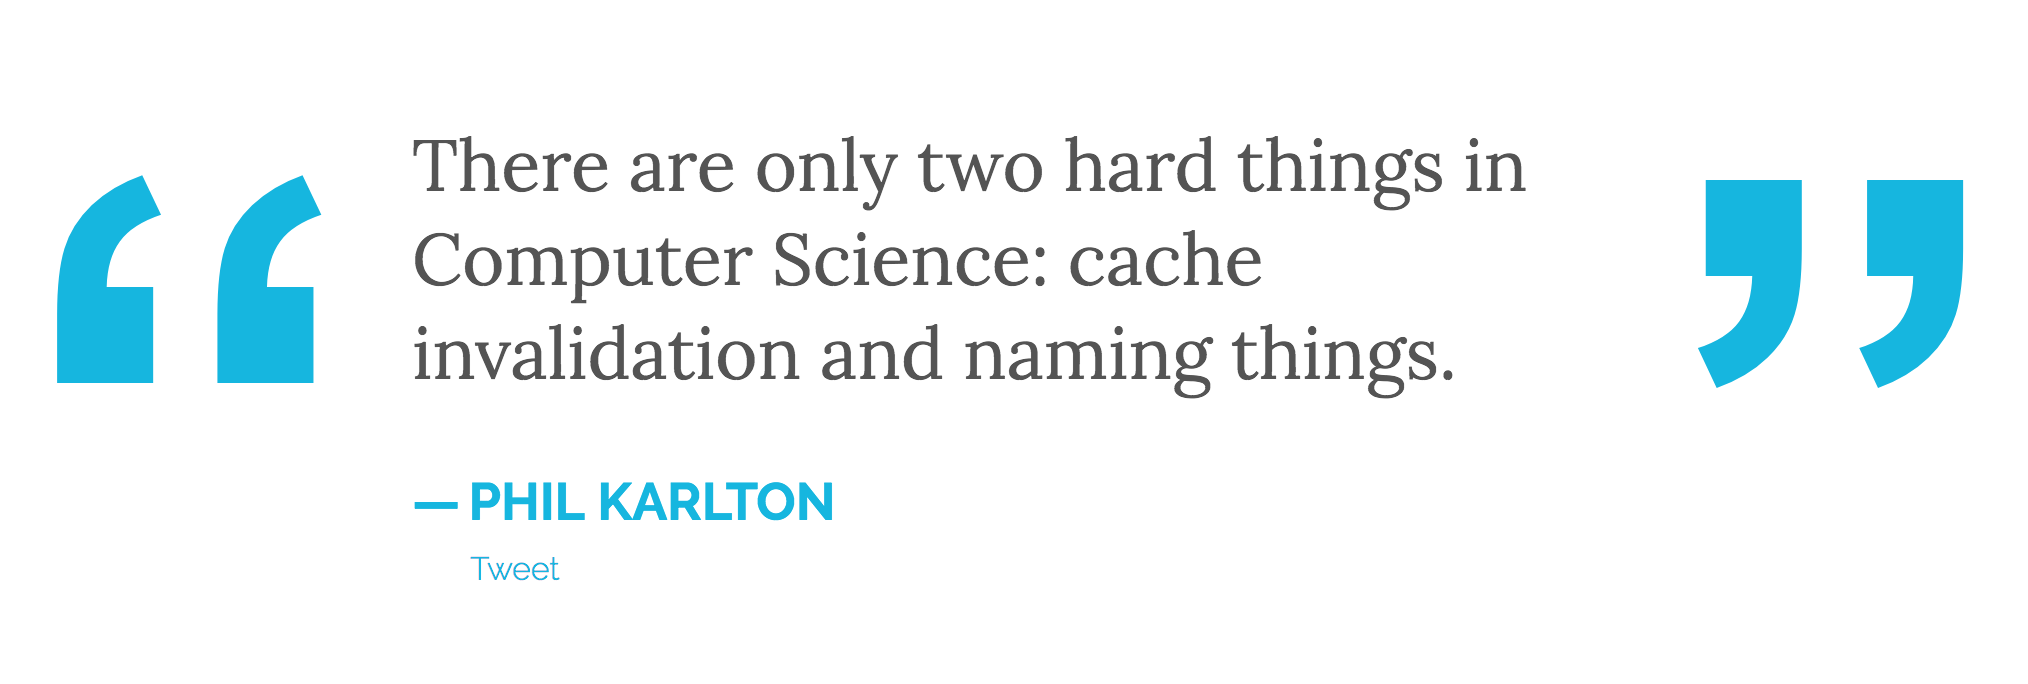 “
There are only two hard things in
Computer Science: cache
invalidation and naming things.
”
— PHIL KARLTON
Tweet